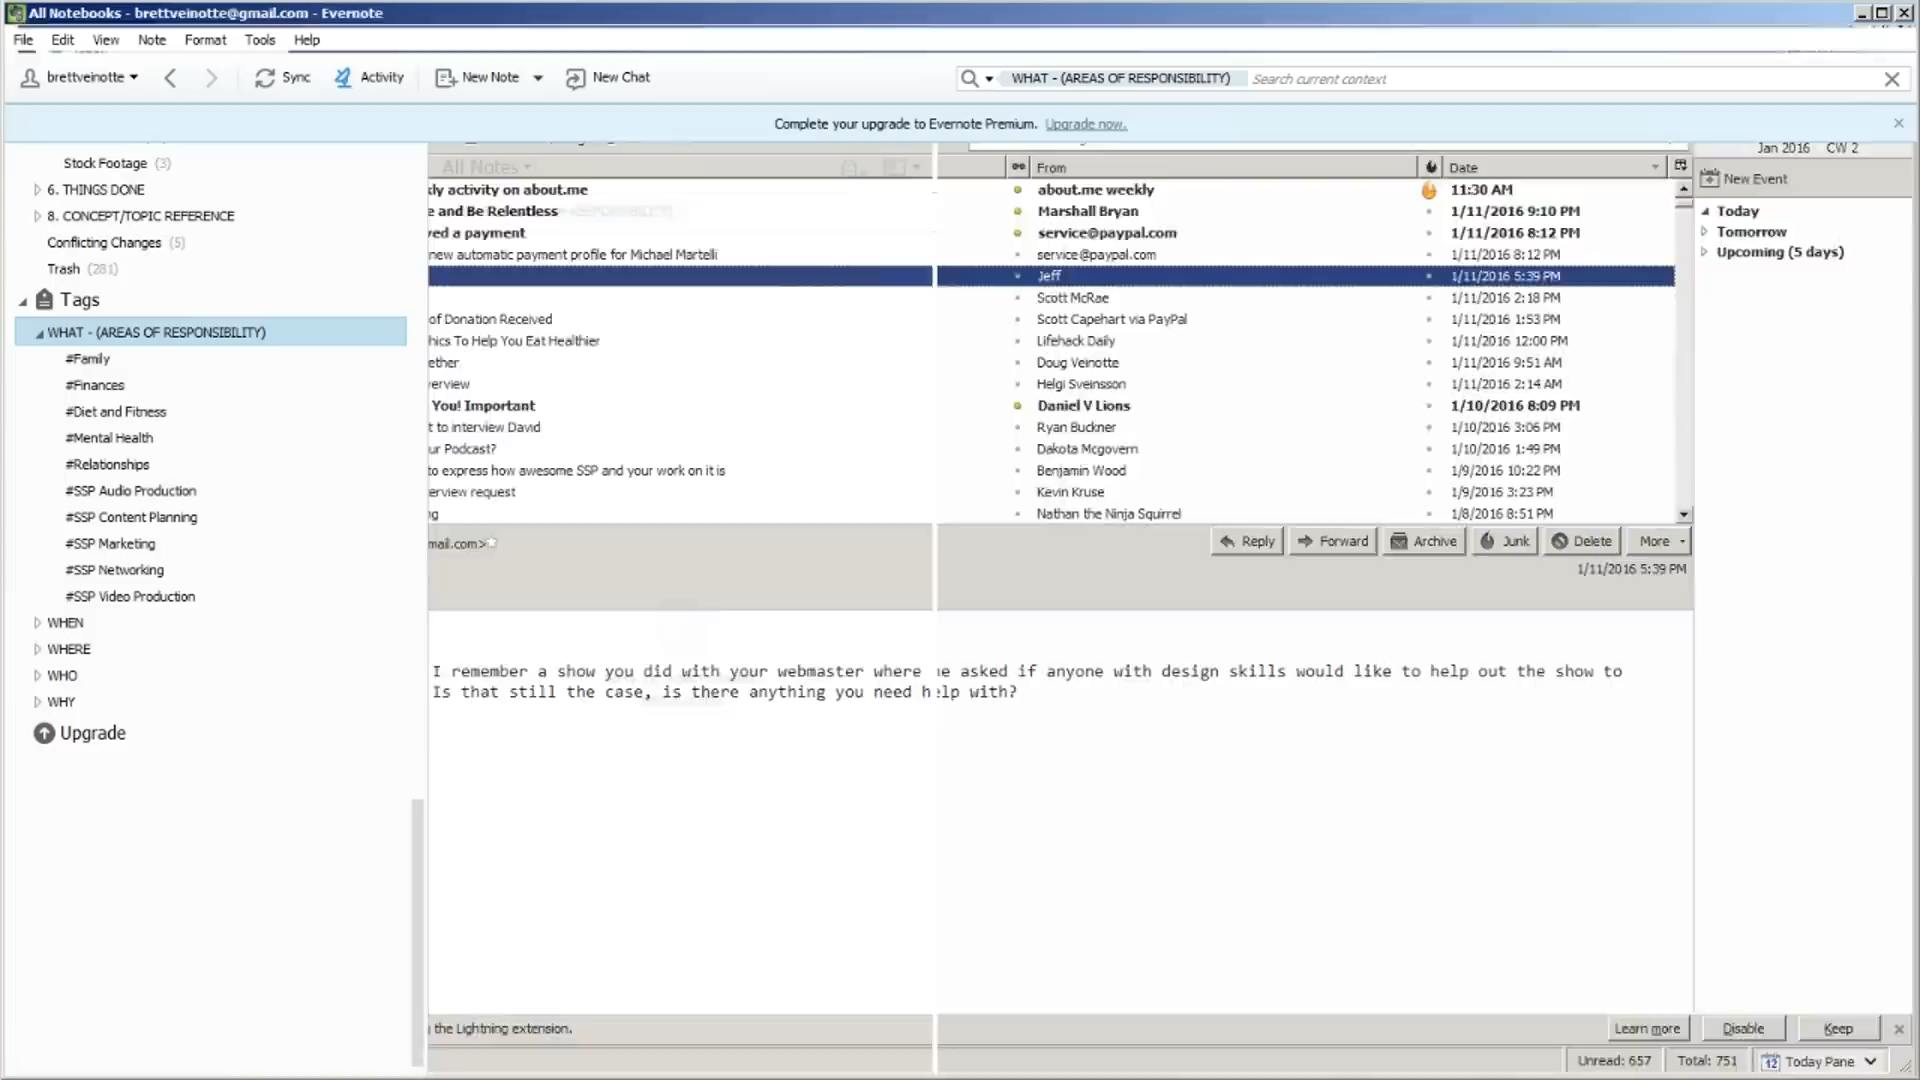 All Notebooks - brettveinotte@gmail.com - Evernote
File Edit View Note Format Tools Help
brettveinotte Sync Activity New Note New Chat WHAT - (AREAS OF RESPONSIBILITY) Search current context
Complete your upgrade to Evernote Premium. Upgrade now.
Stock Footage (3)
6. THINGS DONE
8. CONCEPT/TOPIC REFERENCE
Conflicting Changes (5)
Trash (281)
Tags
WHAT - (AREAS OF RESPONSIBILITY)
#Family
#Finances
#Diet and Fitness
#Mental Health
#Relationships
#SSP Audio Production
#SSP Content Planning
#SSP Marketing
#SSP Networking
#SSP Video Production
WHEN
WHERE
WHO
WHY
Upgrade
All Notes From Date
kly activity on about.me about.me weekly 11:30 AM
e and Be Relentless Marshall Bryan 1/11/2016 9:10 PM
ved a payment service@paypal.com 1/11/2016 8:12 PM
new automatic payment profile for Michael Martelli service@paypal.com 1/11/2016 8:12 PM
Jeff 1/11/2016 5:39 PM
Scott McRae 1/11/2016 2:18 PM
of Donation Received Scott Capehart via PayPal 1/11/2016 1:53 PM
hics To Help You Eat Healthier Lifehack Daily 1/11/2016 12:00 PM
ether Doug Veinotte 1/11/2016 9:51 AM
erview Helgi Sveinsson 1/11/2016 2:14 AM
You! Important Daniel V Lions 1/10/2016 8:09 PM
t to interview David Ryan Buckner 1/10/2016 3:06 PM
ur Podcast? Dakota Mcgovern 1/10/2016 1:49 PM
to express how awesome SSP and your work on it is Benjamin Wood 1/9/2016 10:22 PM
erview request Kevin Kruse 1/9/2016 3:23 PM
ng Nathan the Ninja Squirrel 1/8/2016 8:51 PM
mail.com> Reply Forward Archive Junk Delete More
1/11/2016 5:39 PM
I remember a show you did with your webmaster where he asked if anyone with design skills would like to help out the show to
Is that still the case, is there anything you need help with?
Jan 2016 CW 2
New Event
Today
Tomorrow
Upcoming (5 days)
the Lightning extension. Learn more Disable Keep
Unread: 657 Total: 751 12 Today Pane